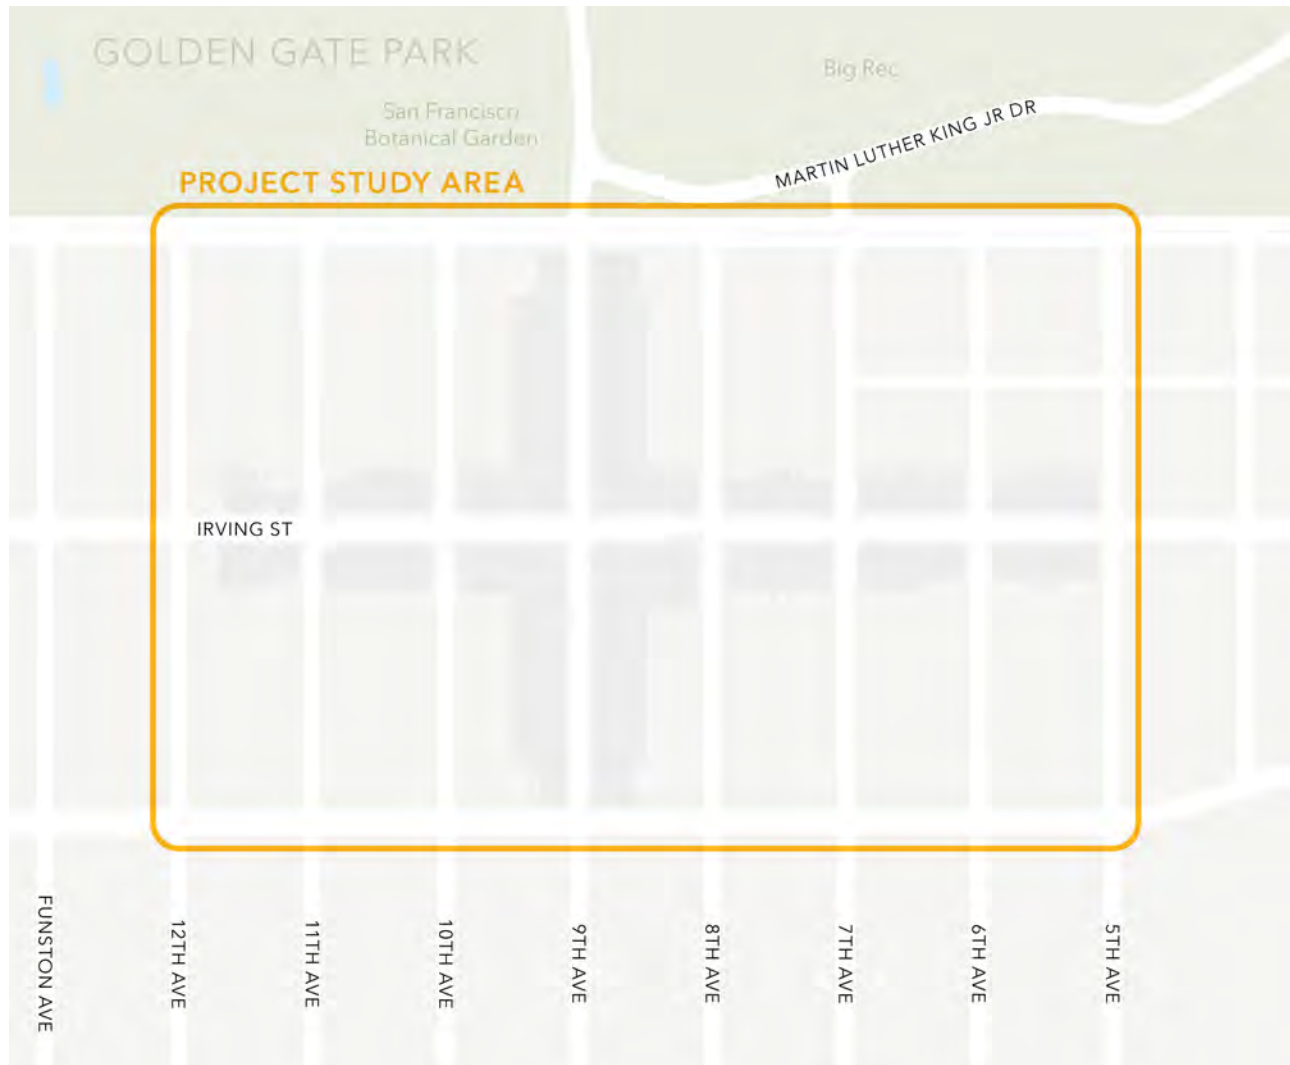 GOLDEN GATE PARK
Big Rec
San Francisco
Botanical Garden
MARTIN LUTHER KING JR DR
PROJECT STUDY AREA
IRVING ST
FUNSTON AVE
12TH AVE
11TH AVE
10TH AVE
9TH AVE
8TH AVE
7TH AVE
6TH AVE
5TH AVE